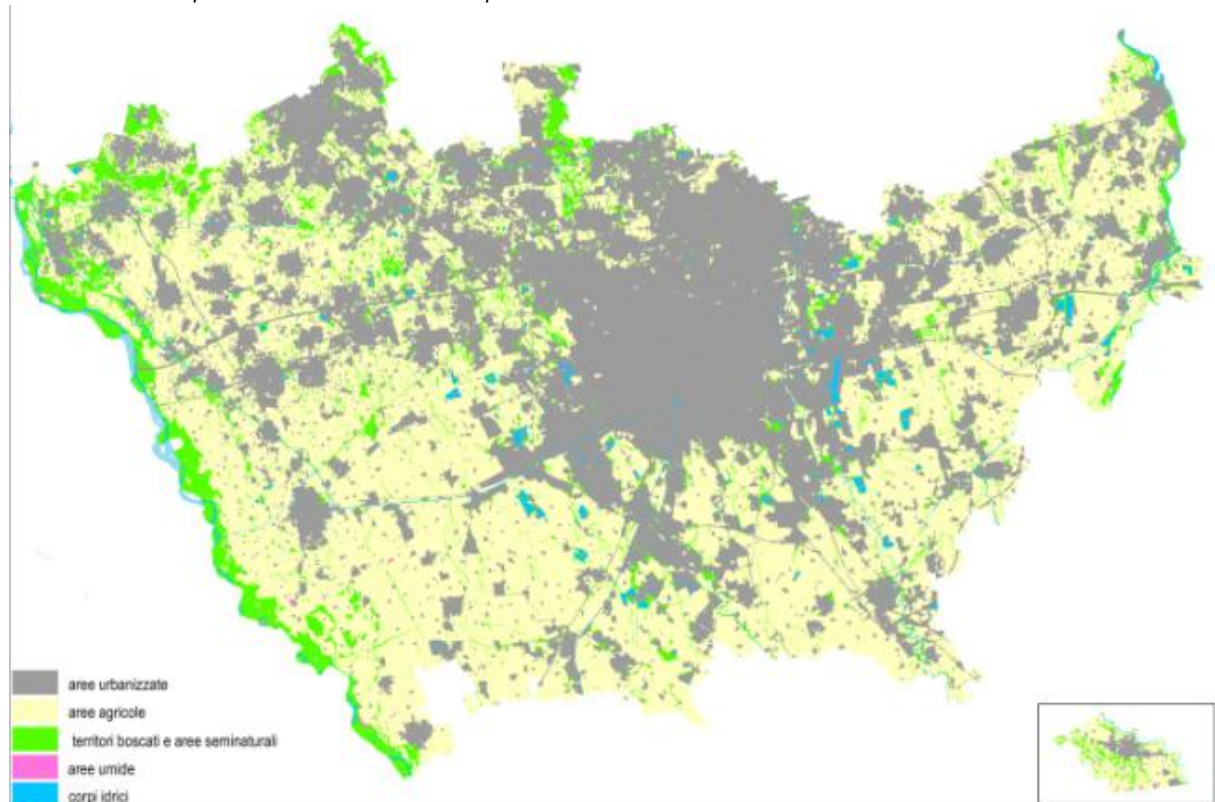 aree urbanizzate
aree agricole
territori boscati e aree seminaturali
aree umide
corpi idrici